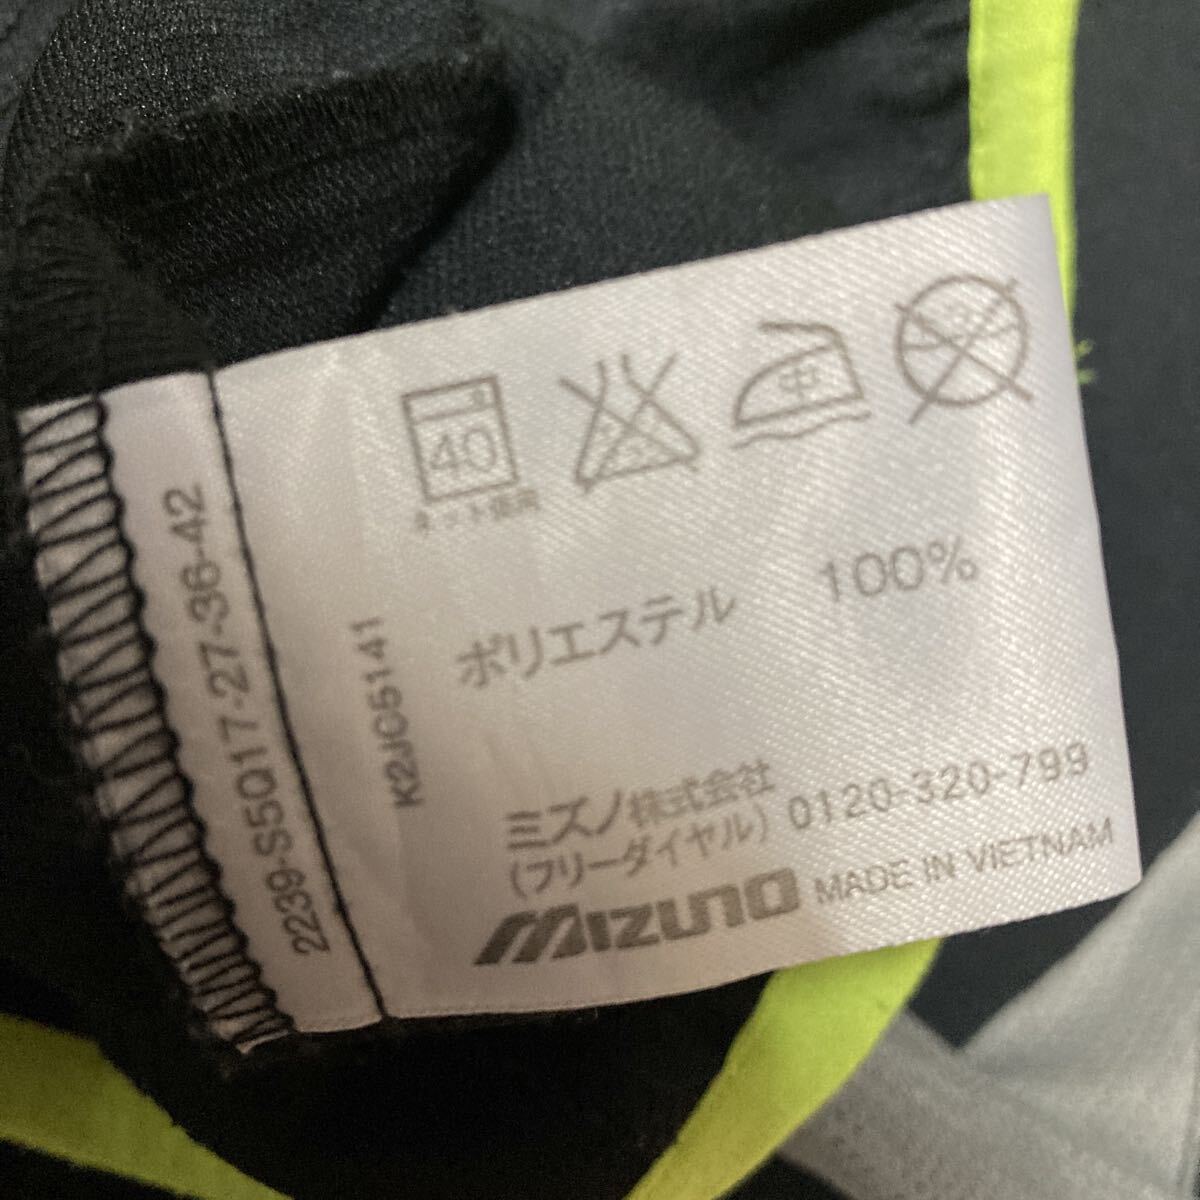 40
ネット使用
中
ポリエステル 100%
K2JC5141
2239-S5Q17-27-36-42
ミズノ株式会社
(フリーダイヤル) 0120-320-799
MIZUNO MADE IN VIETNAM